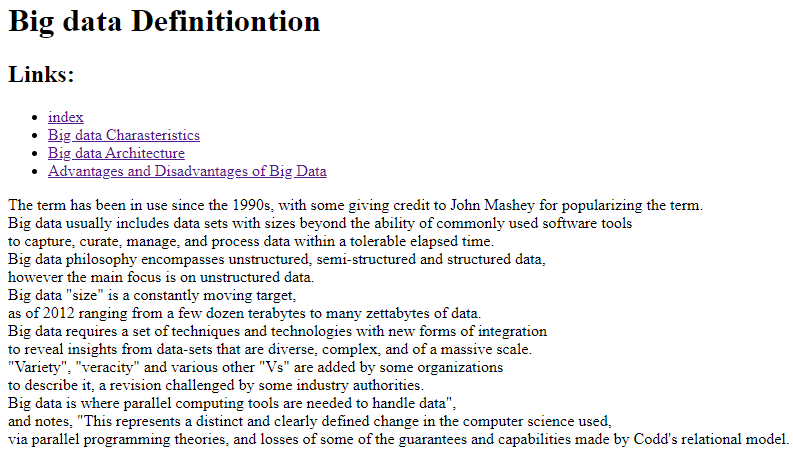 Big data Definitiontion
Links:
index
Big data Charasteristics
Big data Architecture
Advantages and Disadvantages of Big Data
The term has been in use since the 1990s, with some giving credit to John Mashey for popularizing the term.
Big data usually includes data sets with sizes beyond the ability of commonly used software tools
to capture, curate, manage, and process data within a tolerable elapsed time.
Big data philosophy encompasses unstructured, semi-structured and structured data,
however the main focus is on unstructured data.
Big data "size" is a constantly moving target,
as of 2012 ranging from a few dozen terabytes to many zettabytes of data.
Big data requires a set of techniques and technologies with new forms of integration
to reveal insights from data-sets that are diverse, complex, and of a massive scale.
"Variety", "veracity" and various other "Vs" are added by some organizations
to describe it, a revision challenged by some industry authorities.
Big data is where parallel computing tools are needed to handle data",
and notes, "This represents a distinct and clearly defined change in the computer science used,
via parallel programming theories, and losses of some of the guarantees and capabilities made by Codd's relational model.